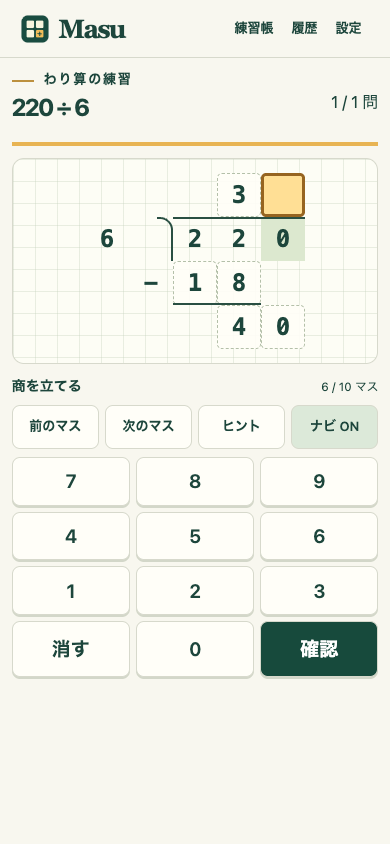 Masu 練習帳 履歴 設定
わり算の練習
220÷6 1 / 1 問
3
6 2 2 0
− 1 8
4 0
商を立てる 6 / 10 マス
前のマス 次のマス ヒント ナビ ON
7 8 9
4 5 6
1 2 3
消す 0 確認